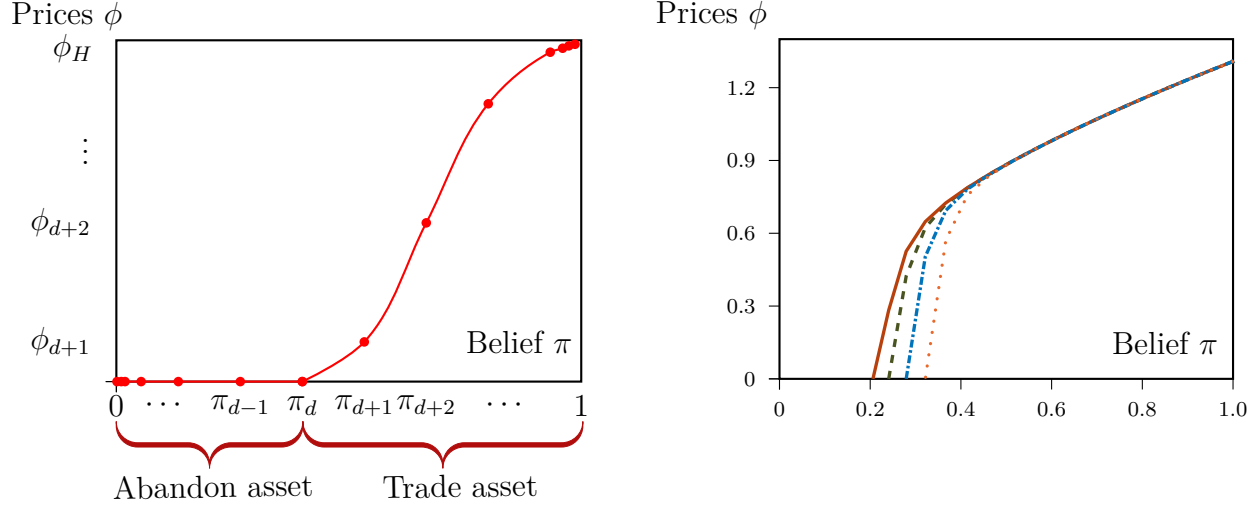 Prices ϕ
ϕ_H
⋮
ϕ_{d+2}
ϕ_{d+1}
Belief π
0 ⋯ π_{d−1} π_d π_{d+1} π_{d+2} ⋯ 1
Abandon asset Trade asset
Prices ϕ
1.2
0.9
0.6
0.3
0
Belief π
0 0.2 0.4 0.6 0.8 1.0